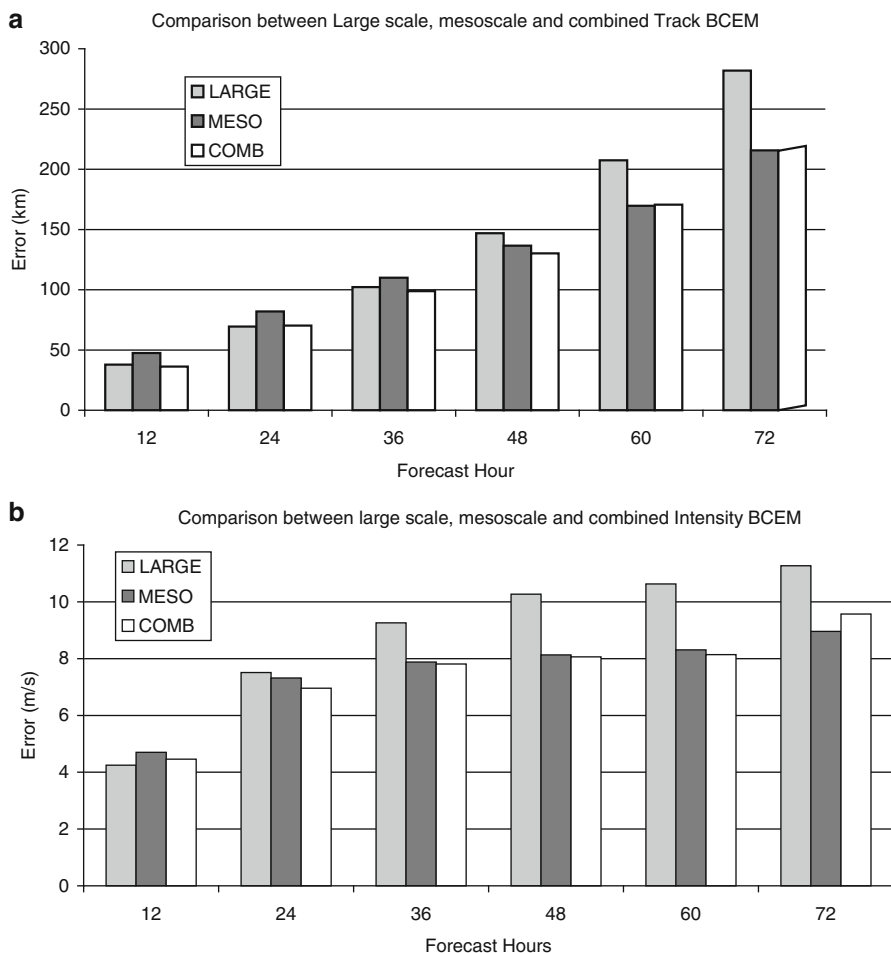 a
Comparison between Large scale, mesoscale and combined Track BCEM
300
250
200
150
100
50
0
Error (km)
LARGE
MESO
COMB
12 24 36 48 60 72
Forecast Hour
b
Comparison between large scale, mesoscale and combined Intensity BCEM
12
10
8
6
4
2
0
Error (m/s)
LARGE
MESO
COMB
12 24 36 48 60 72
Forecast Hours